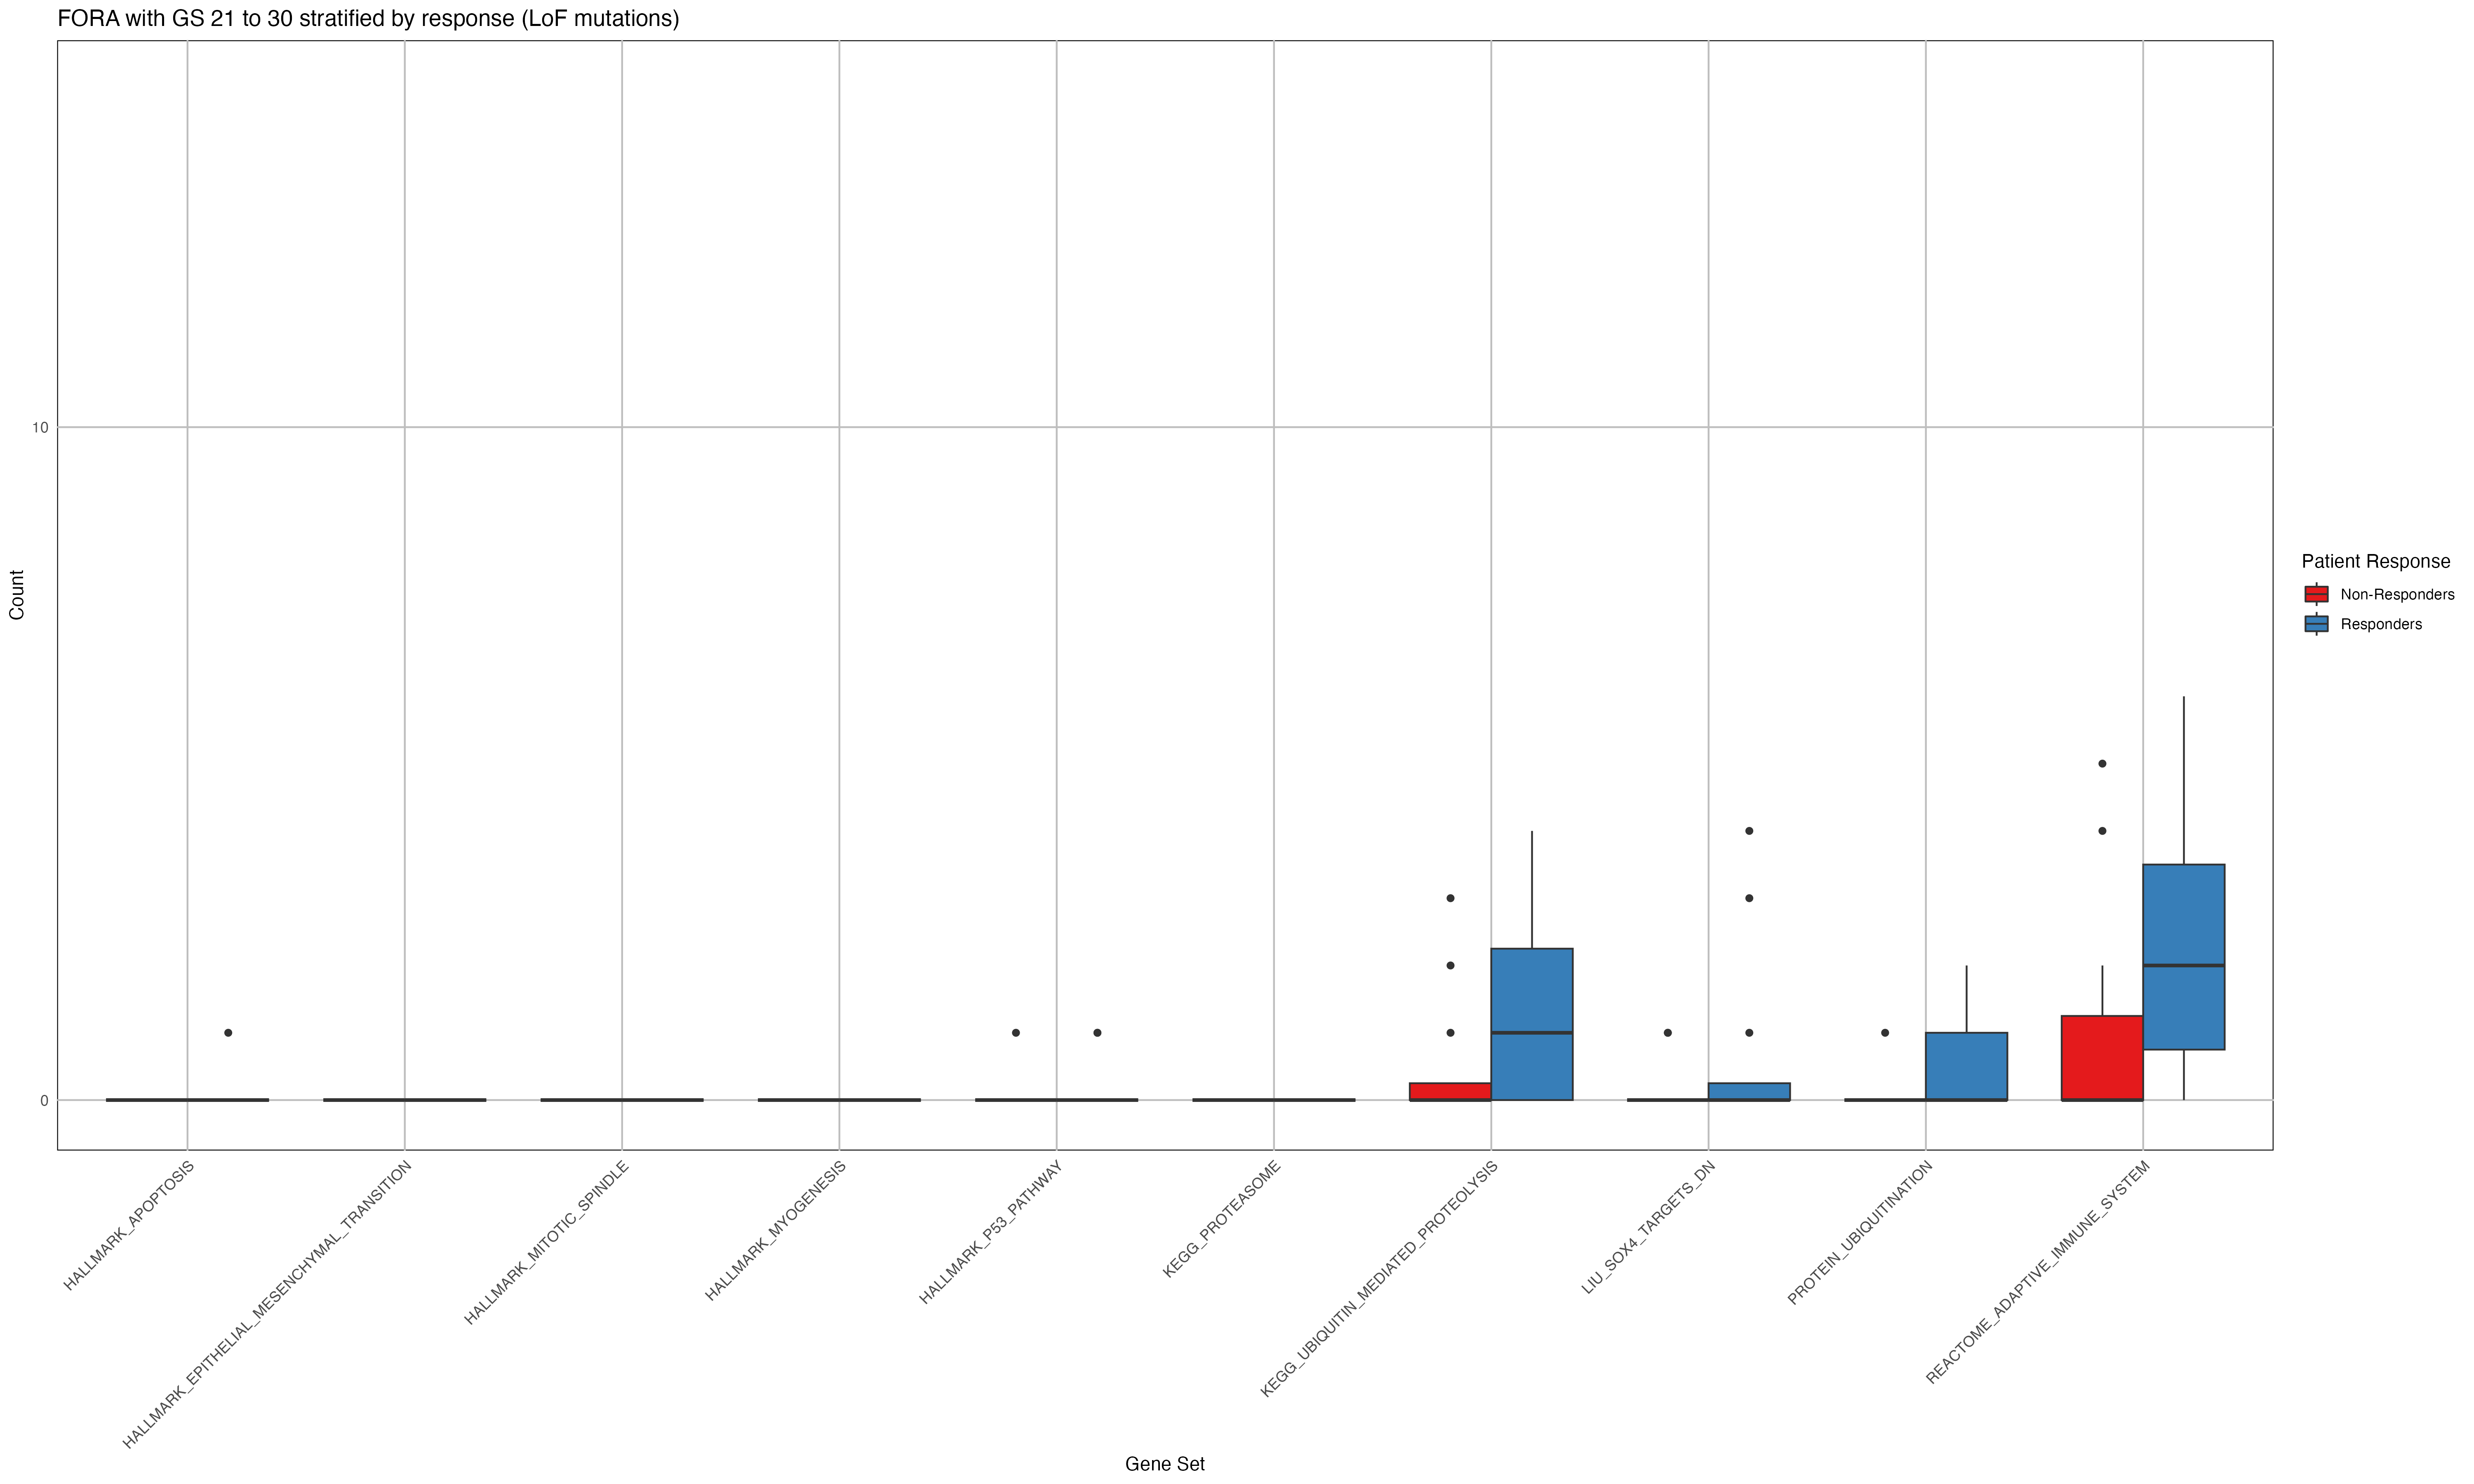 FORA with GS 21 to 30 stratified by response (LoF mutations)
10
0
Count
HALLMARK_APOPTOSIS
HALLMARK_EPITHELIAL_MESENCHYMAL_TRANSITION
HALLMARK_MITOTIC_SPINDLE
HALLMARK_MYOGENESIS
HALLMARK_P53_PATHWAY
KEGG_PROTEASOME
KEGG_UBIQUITIN_MEDIATED_PROTEOLYSIS
LIU_SOX4_TARGETS_DN
PROTEIN_UBIQUITINATION
REACTOME_ADAPTIVE_IMMUNE_SYSTEM
Gene Set
Patient Response
Non-Responders
Responders